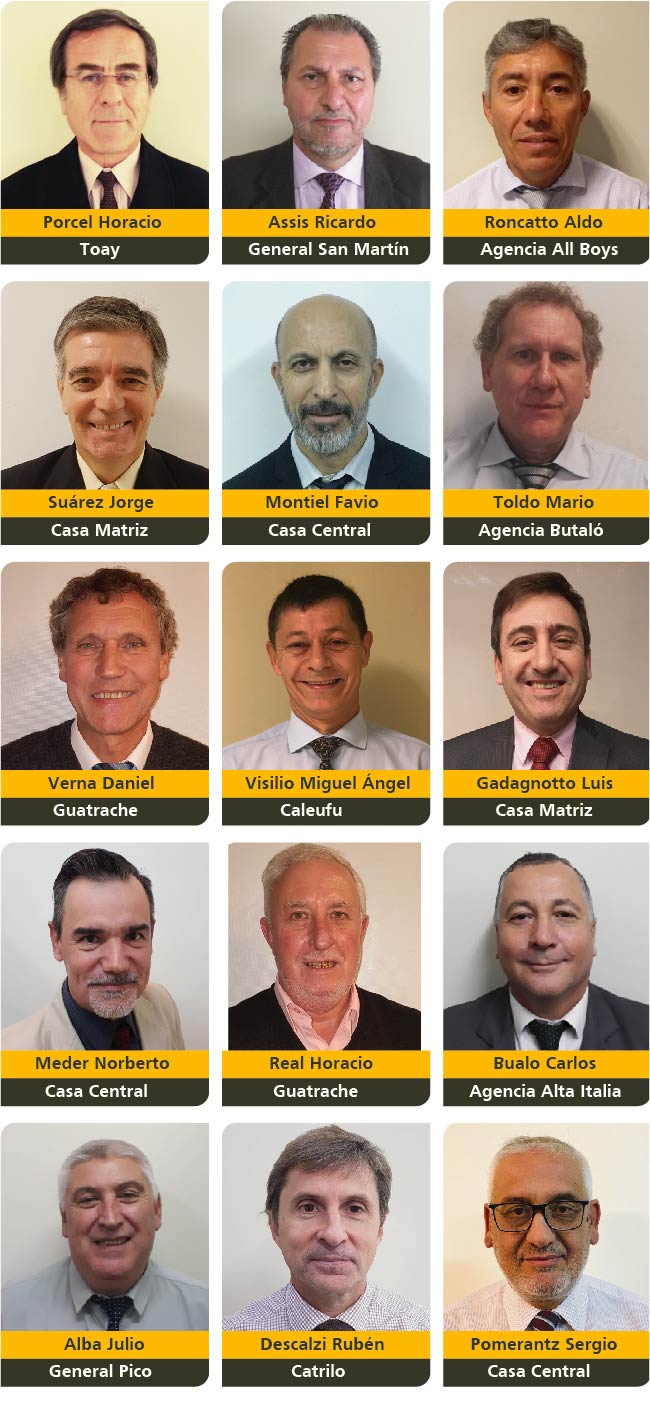 Porcel Horacio
Toay
Assis Ricardo
General San Martín
Roncatto Aldo
Agencia All Boys
Suárez Jorge
Casa Matriz
Montiel Favio
Casa Central
Toldo Mario
Agencia Butaló
Verna Daniel
Guatrache
Visilio Miguel Ángel
Caleufu
Gadagnotto Luis
Casa Matriz
Meder Norberto
Casa Central
Real Horacio
Guatrache
Bualo Carlos
Agencia Alta Italia
Alba Julio
General Pico
Descalzi Rubén
Catrilo
Pomerantz Sergio
Casa Central